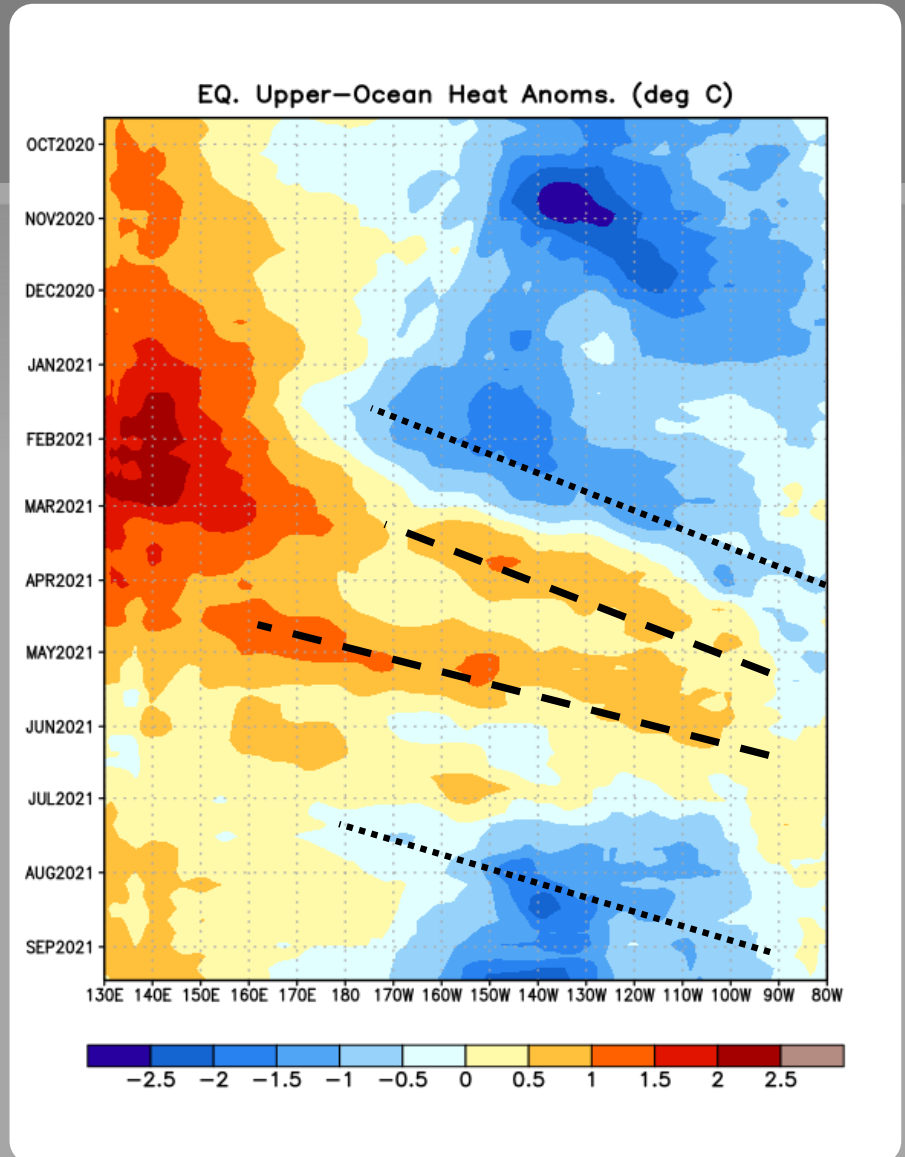 EQ. Upper-Ocean Heat Anoms. (deg C)
OCT2020
NOV2020
DEC2020
JAN2021
FEB2021
MAR2021
APR2021
MAY2021
JUN2021
JUL2021
AUG2021
SEP2021
130E 140E 150E 160E 170E 180 170W 160W 150W 140W 130W 120W 110W 100W 90W 80W
-2.5 -2 -1.5 -1 -0.5 0 0.5 1 1.5 2 2.5